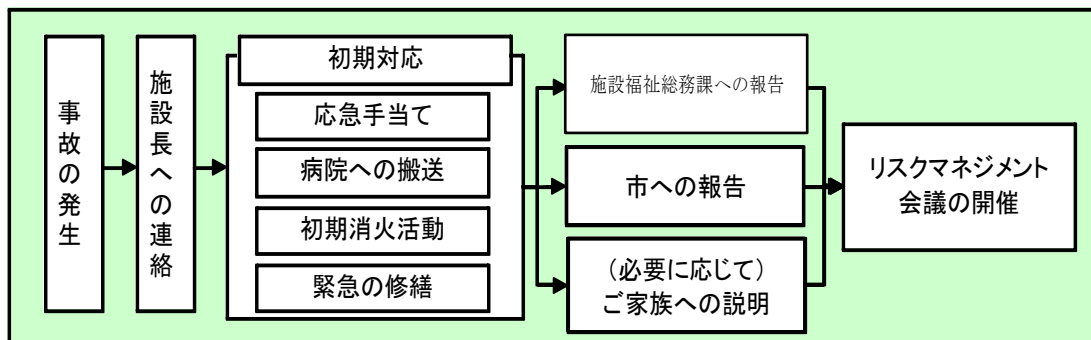 事故の発生
施設長への連絡
初期対応
応急手当て
病院への搬送
初期消火活動
緊急の修繕
施設福祉総務課への報告
市への報告
（必要に応じて）
ご家族への説明
リスクマネジメント
会議の開催